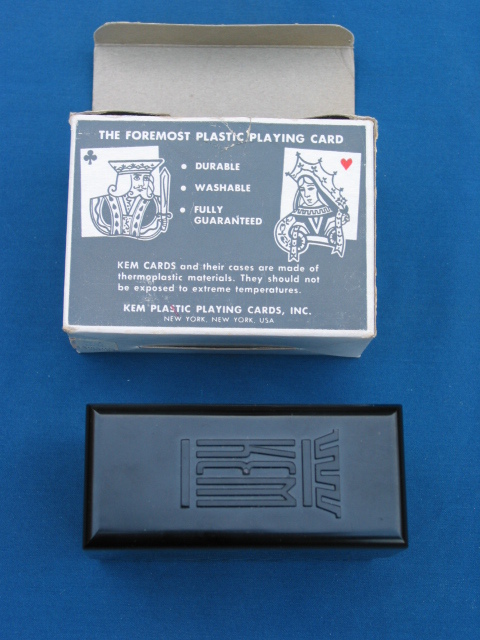 THE FOREMOST PLASTIC PLAYING CARD
• DURABLE
• WASHABLE
• FULLY
GUARANTEED
KEM CARDS and their cases are made of
thermoplastic materials. They should not
be exposed to extreme temperatures.
KEM PLASTIC PLAYING CARDS, INC.
NEW YORK, NEW YORK, USA
KEM